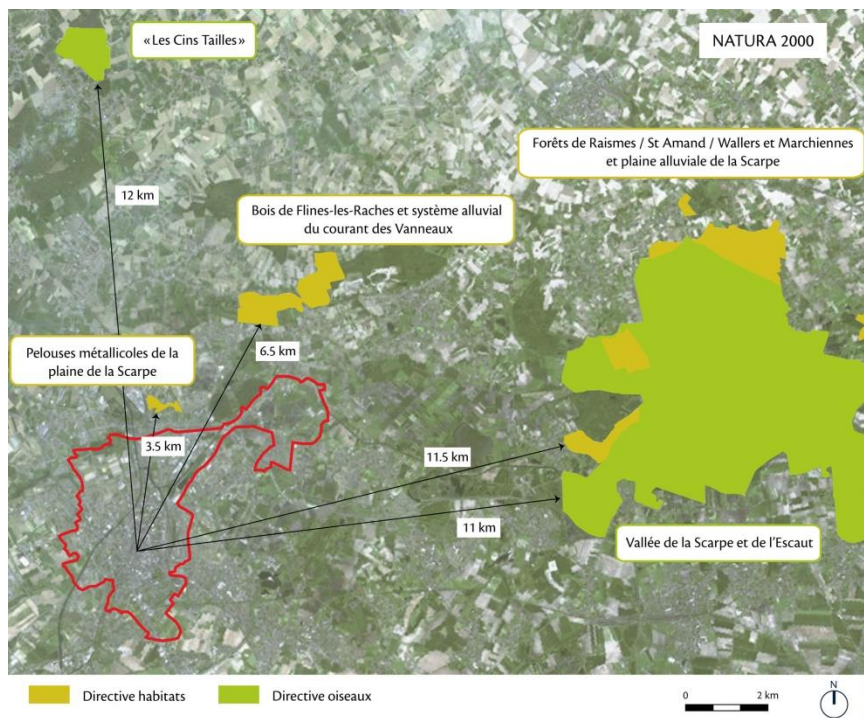 «Les Cins Tailles»
NATURA 2000
Forêts de Raismes / St Amand / Wallers et Marchiennes
et plaine alluviale de la Scarpe
12 km
Bois de Flines-les-Raches et système alluvial
du courant des Vanneaux
Pelouses métallicoles de la
plaine de la Scarpe
6.5 km
3.5 km
11.5 km
11 km
Vallée de la Scarpe et de l'Escaut
Directive habitats
Directive oiseaux
0 2 km
N